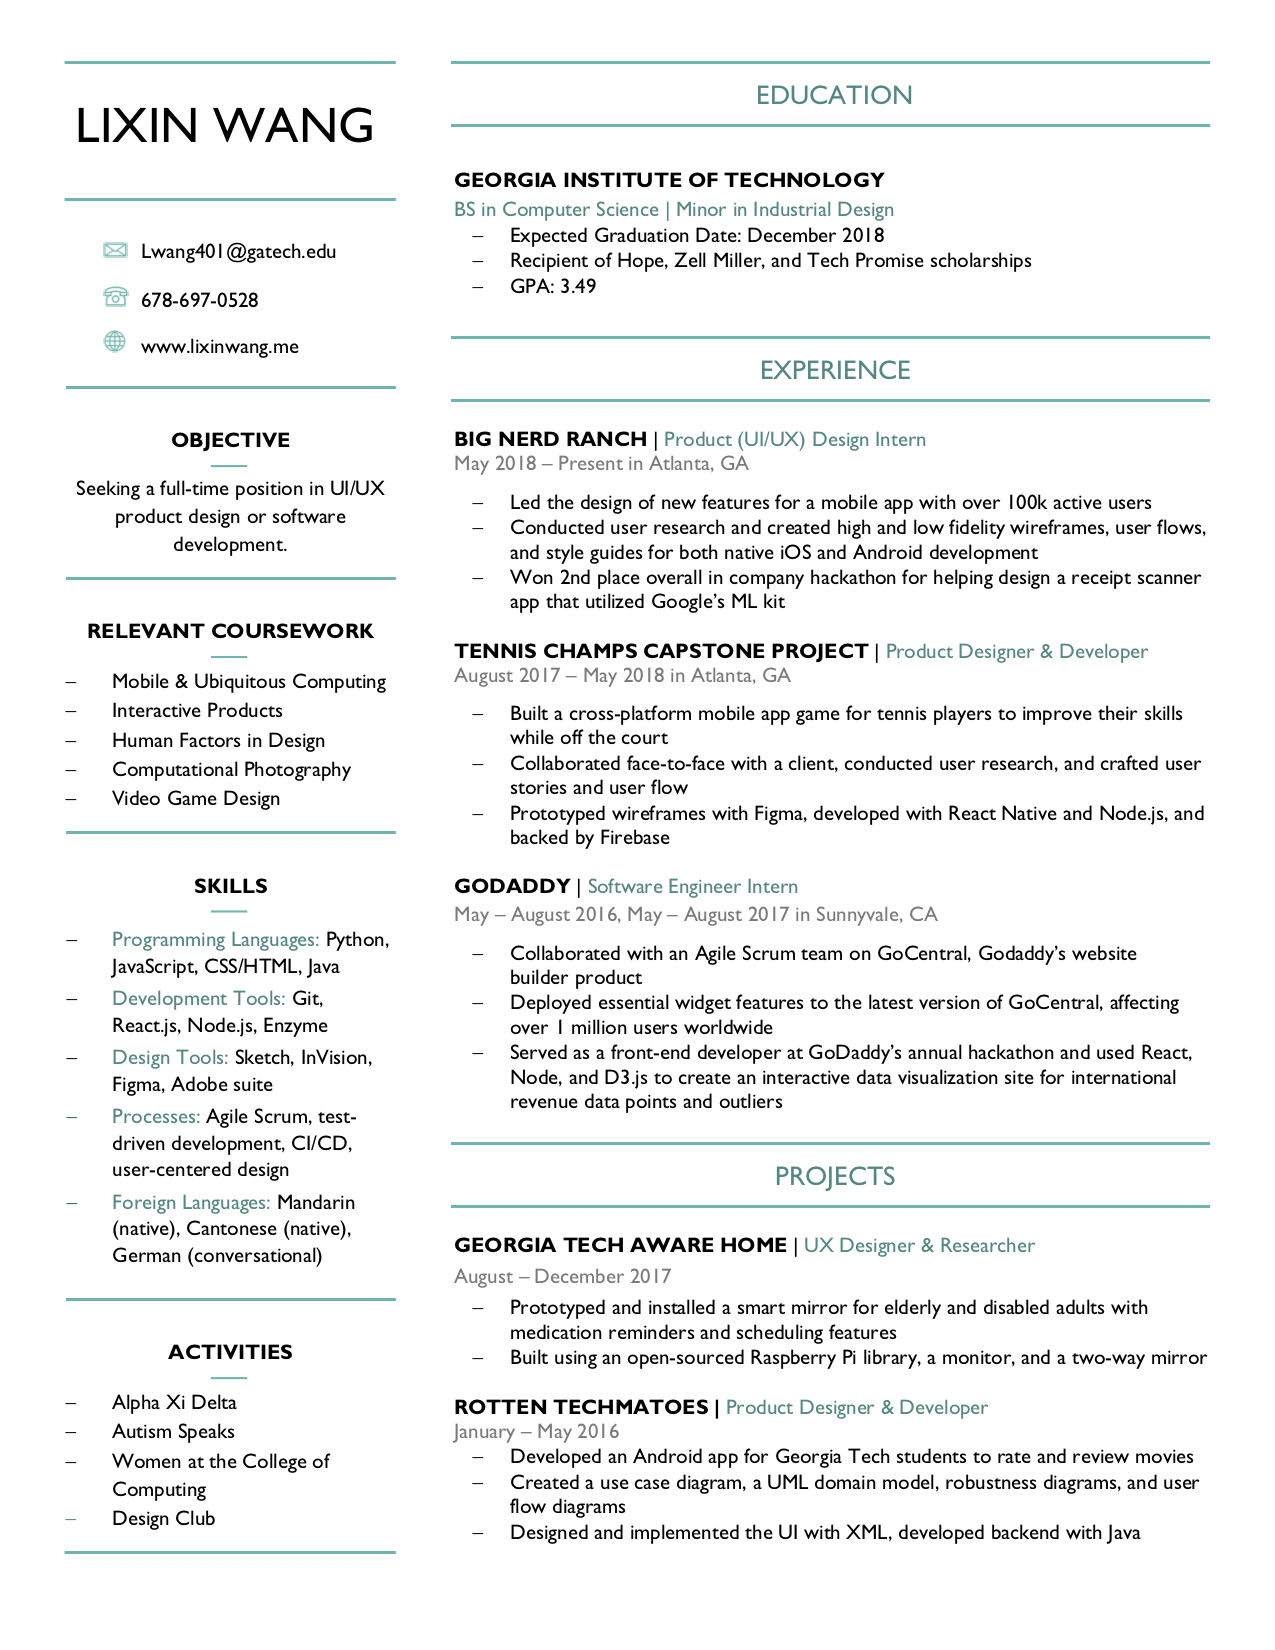 LIXIN WANG
Lwang401@gatech.edu
678-697-0528
www.lixinwang.me
OBJECTIVE
Seeking a full-time position in UI/UX
product design or software
development.
RELEVANT COURSEWORK
– Mobile & Ubiquitous Computing
– Interactive Products
– Human Factors in Design
– Computational Photography
– Video Game Design
SKILLS
– Programming Languages: Python,
JavaScript, CSS/HTML, Java
– Development Tools: Git,
React.js, Node.js, Enzyme
– Design Tools: Sketch, InVision,
Figma, Adobe suite
– Processes: Agile Scrum, test-
driven development, CI/CD,
user-centered design
– Foreign Languages: Mandarin
(native), Cantonese (native),
German (conversational)
ACTIVITIES
– Alpha Xi Delta
– Autism Speaks
– Women at the College of
Computing
– Design Club
EDUCATION
GEORGIA INSTITUTE OF TECHNOLOGY
BS in Computer Science | Minor in Industrial Design
– Expected Graduation Date: December 2018
– Recipient of Hope, Zell Miller, and Tech Promise scholarships
– GPA: 3.49
EXPERIENCE
BIG NERD RANCH | Product (UI/UX) Design Intern
May 2018 – Present in Atlanta, GA
– Led the design of new features for a mobile app with over 100k active users
– Conducted user research and created high and low fidelity wireframes, user flows,
and style guides for both native iOS and Android development
– Won 2nd place overall in company hackathon for helping design a receipt scanner
app that utilized Google’s ML kit
TENNIS CHAMPS CAPSTONE PROJECT | Product Designer & Developer
August 2017 – May 2018 in Atlanta, GA
– Built a cross-platform mobile app game for tennis players to improve their skills
while off the court
– Collaborated face-to-face with a client, conducted user research, and crafted user
stories and user flow
– Prototyped wireframes with Figma, developed with React Native and Node.js, and
backed by Firebase
GODADDY | Software Engineer Intern
May – August 2016, May – August 2017 in Sunnyvale, CA
– Collaborated with an Agile Scrum team on GoCentral, Godaddy’s website
builder product
– Deployed essential widget features to the latest version of GoCentral, affecting
over 1 million users worldwide
– Served as a front-end developer at GoDaddy’s annual hackathon and used React,
Node, and D3.js to create an interactive data visualization site for international
revenue data points and outliers
PROJECTS
GEORGIA TECH AWARE HOME | UX Designer & Researcher
August – December 2017
– Prototyped and installed a smart mirror for elderly and disabled adults with
medication reminders and scheduling features
– Built using an open-sourced Raspberry Pi library, a monitor, and a two-way mirror
ROTTEN TECHMATOES | Product Designer & Developer
January – May 2016
– Developed an Android app for Georgia Tech students to rate and review movies
– Created a use case diagram, a UML domain model, robustness diagrams, and user
flow diagrams
– Designed and implemented the UI with XML, developed backend with Java